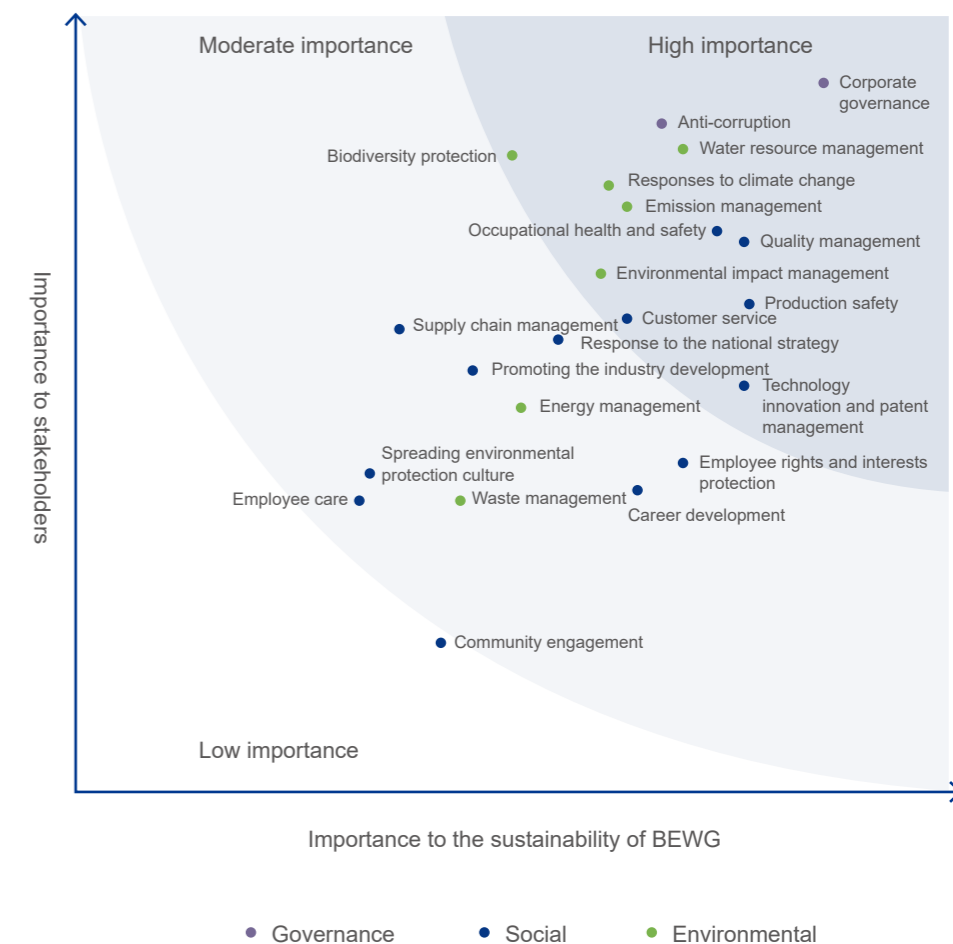 Moderate importance
High importance
Corporate
governance
Anti-corruption
Water resource management
Biodiversity protection
Responses to climate change
Emission management
Occupational health and safety
Quality management
Environmental impact management
Production safety
Customer service
Supply chain management
Response to the national strategy
Promoting the industry development
Technology
innovation and patent
management
Energy management
Spreading environmental
protection culture
Employee rights and interests
protection
Employee care
Waste management
Career development
Community engagement
Low importance
Importance to stakeholders
Importance to the sustainability of BEWG
Governance
Social
Environmental